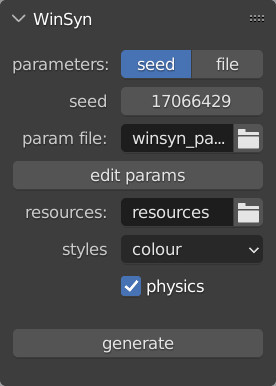 WinSyn
parameters: seed file
seed 17066429
param file: winsyn_pa...
edit params
resources: resources
styles colour
physics
generate